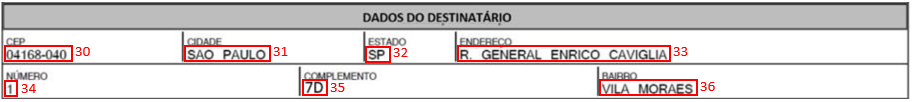 DADOS DO DESTINATÁRIO
CEP CIDADE ESTADO ENDERECO
04168-040 30 SAO PAULO 31 SP 32 R. GENERAL ENRICO CAVIGLIA 33
NÚMERO COMPLEMENTO BAIRRO
1 34 7D 35 VILA MORAES 36